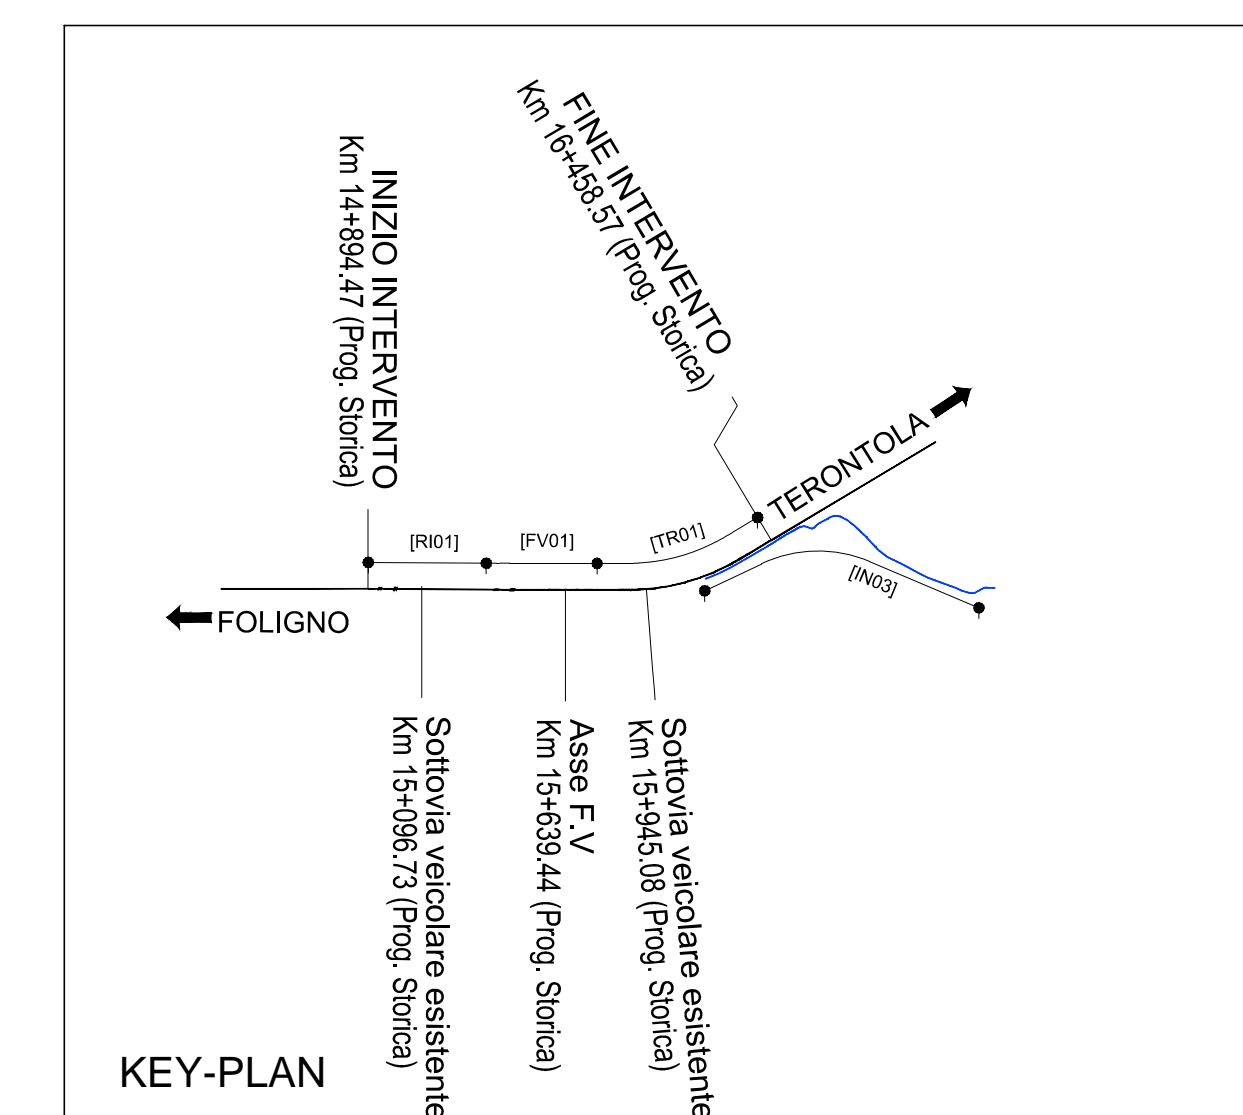 INIZIO INTERVENTO
Km 14+894.47 (Prog. Storica)
FINE INTERVENTO
Km 16+458.57 (Prog. Storica)
TERONTOLA
[RI01]
[FV01]
[TR01]
[IN03]
FOLIGNO
Sottovia veicolare esistente
Km 15+096.73 (Prog. Storica)
Asse F.V
Km 15+639.44 (Prog. Storica)
Sottovia veicolare esistente
Km 15+945.08 (Prog. Storica)
KEY-PLAN